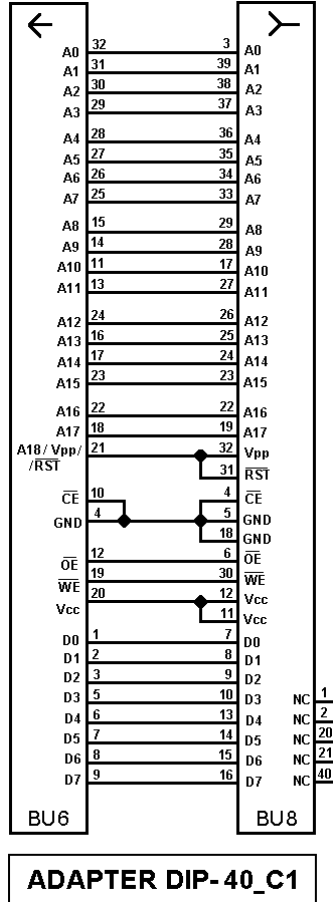 A0 32 3 A0
A1 31 39 A1
A2 30 38 A2
A3 29 37 A3
A4 28 36 A4
A5 27 35 A5
A6 26 34 A6
A7 25 33 A7
A8 15 29 A8
A9 14 28 A9
A10 11 17 A10
A11 13 27 A11
A12 24 26 A12
A13 16 25 A13
A14 17 24 A14
A15 23 23 A15
A16 22 22 A16
A17 18 19 A17
A18/ Vpp/ 21 32 Vpp
/RST 31 RST
CE 10 4 CE
GND 4 5 GND
18 GND
OE 12 6 OE
WE 19 30 WE
Vcc 20 12 Vcc
11 Vcc
D0 1 7 D0
D1 2 8 D1
D2 3 9 D2
D3 5 10 D3 NC 1
D4 6 13 D4 NC 2
D5 7 14 D5 NC 20
D6 8 15 D6 NC 21
D7 9 16 D7 NC 40
BU6 BU8
ADAPTER DIP-40_C1